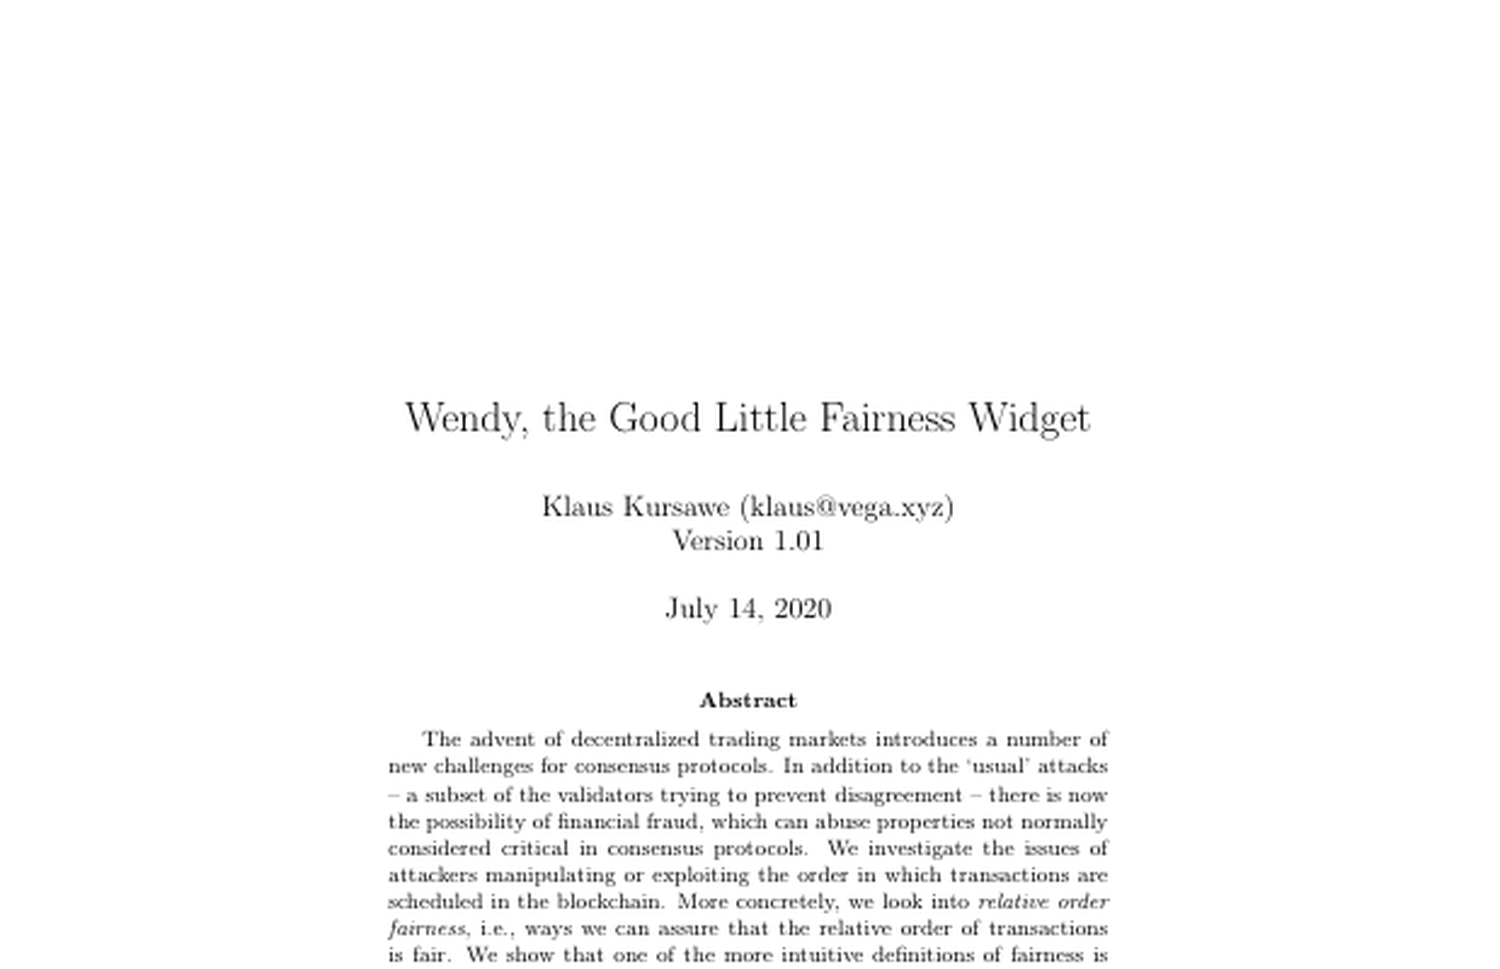 Wendy, the Good Little Fairness Widget
Klaus Kursawe (klaus@vega.xyz)
Version 1.01
July 14, 2020
Abstract
The advent of decentralized trading markets introduces a number of
new challenges for consensus protocols. In addition to the ‘usual’ attacks
– a subset of the validators trying to prevent disagreement – there is now
the possibility of financial fraud, which can abuse properties not normally
considered critical in consensus protocols. We investigate the issues of
attackers manipulating or exploiting the order in which transactions are
scheduled in the blockchain. More concretely, we look into relative order
fairness, i.e., ways we can assure that the relative order of transactions
is fair. We show that one of the more intuitive definitions of fairness is